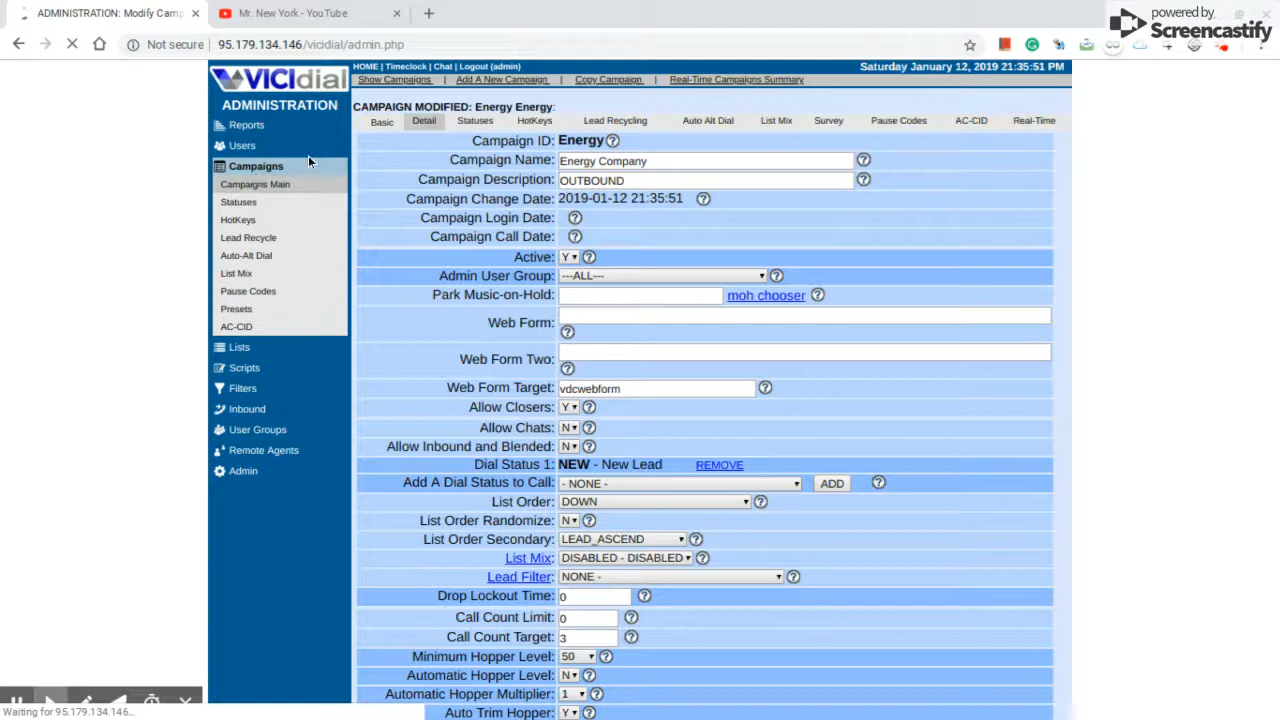 ADMINISTRATION: Modify Camp
Mr. New York - YouTube
powered by
Screencastify
Not secure
95.179.134.146/vicidial/admin.php
VICIdial
HOME | Timeclock | Chat | Logout (admin)
Saturday January 12, 2019 21:35:51 PM
Show Campaigns | Add A New Campaign | Copy Campaign | Real-Time Campaigns Summary
ADMINISTRATION
Reports
Users
Campaigns
Campaigns Main
Statuses
HotKeys
Lead Recycle
Auto-Alt Dial
List Mix
Pause Codes
Presets
AC-CID
Lists
Scripts
Filters
Inbound
User Groups
Remote Agents
Admin
CAMPAIGN MODIFIED: Energy Energy:
Basic Detail Statuses HotKeys Lead Recycling Auto Alt Dial List Mix Survey Pause Codes AC-CID Real-Time
Campaign ID: Energy
Campaign Name: Energy Company
Campaign Description: OUTBOUND
Campaign Change Date: 2019-01-12 21:35:51
Campaign Login Date:
Campaign Call Date:
Active: Y
Admin User Group: ---ALL---
Park Music-on-Hold: moh chooser
Web Form:
Web Form Two:
Web Form Target: vdcwebform
Allow Closers: Y
Allow Chats: N
Allow Inbound and Blended: N
Dial Status 1: NEW - New Lead REMOVE
Add A Dial Status to Call: - NONE - ADD
List Order: DOWN
List Order Randomize: N
List Order Secondary: LEAD_ASCEND
List Mix: DISABLED - DISABLED
Lead Filter: NONE -
Drop Lockout Time: 0
Call Count Limit: 0
Call Count Target: 3
Minimum Hopper Level: 50
Automatic Hopper Level: N
Automatic Hopper Multiplier: 1
Auto Trim Hopper: Y
Waiting for 95.179.134.146...